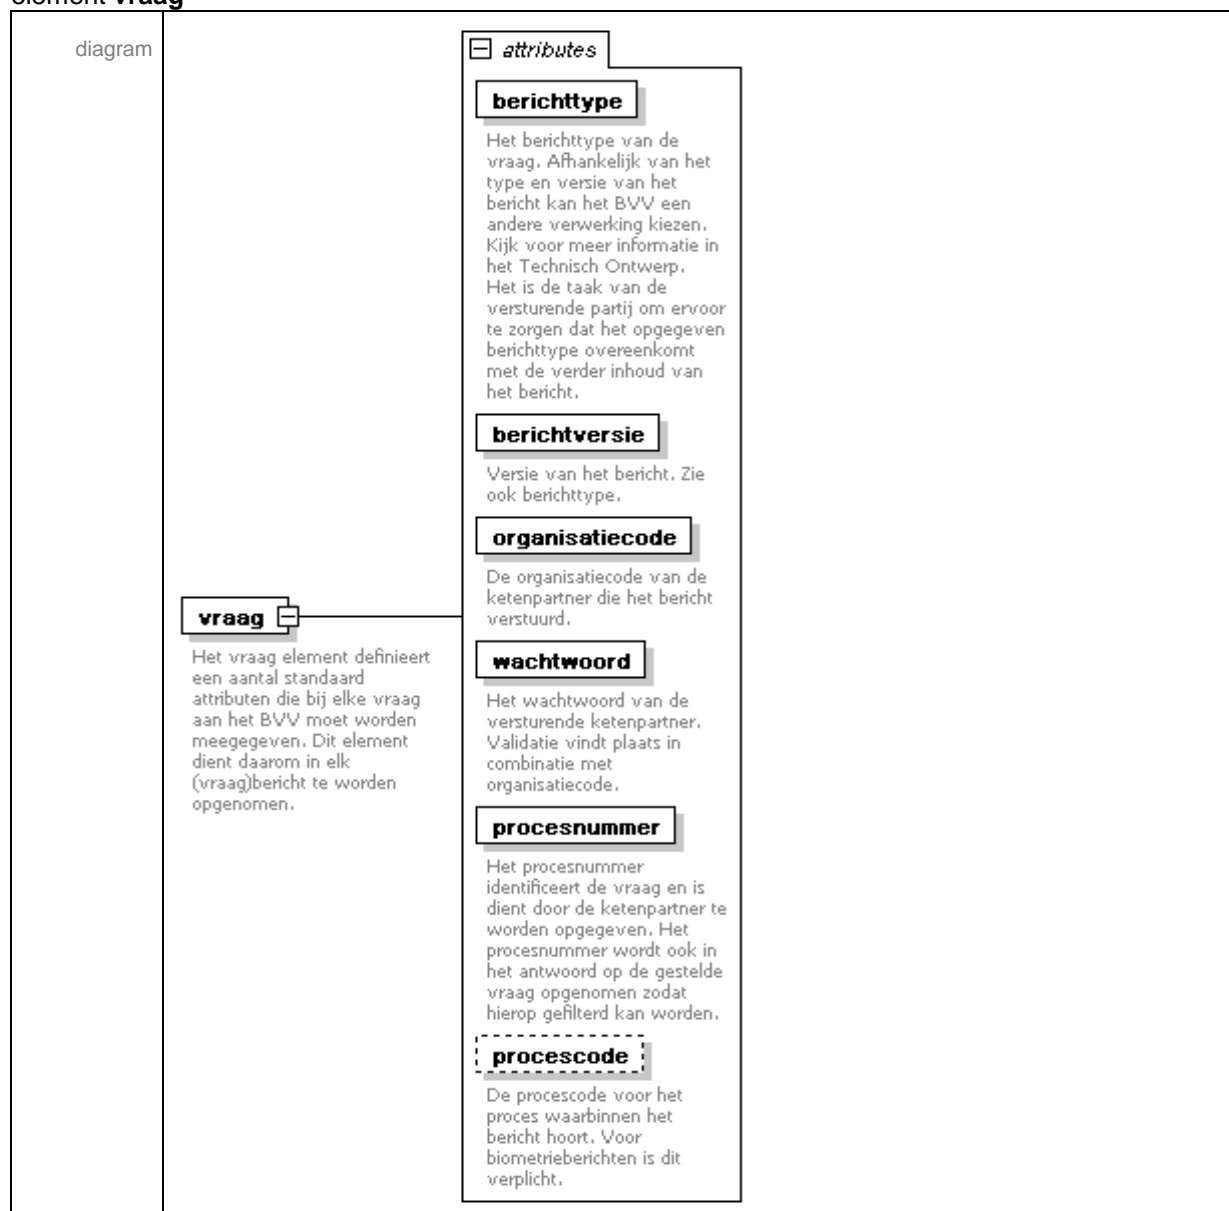 element vraag
diagram
attributes
berichttype
Het berichttype van de
vraag. Afhankelijk van het
type en versie van het
bericht kan het BVV een
andere verwerking kiezen.
Kijk voor meer informatie in
het Technisch Ontwerp.
Het is de taak van de
versturende partij om ervoor
te zorgen dat het opgegeven
berichttype overeenkomt
met de verder inhoud van
het bericht.
berichtversie
Versie van het bericht. Zie
ook berichttype.
organisatiecode
De organisatiecode van de
ketenpartner die het bericht
verstuurd.
vraag
Het vraag element definieert
een aantal standaard
attributen die bij elke vraag
aan het BVV moet worden
meegegeven. Dit element
dient daarom in elk
(vraag)bericht te worden
opgenomen.
wachtwoord
Het wachtwoord van de
versturende ketenpartner.
Validatie vindt plaats in
combinatie met
organisatiecode.
procesnummer
Het procesnummer
identificeert de vraag en is
dient door de ketenpartner te
worden opgegeven. Het
procesnummer wordt ook in
het antwoord op de gestelde
vraag opgenomen zodat
hierop gefilterd kan worden.
procescode
De procescode voor het
proces waarbinnen het
bericht hoort. Voor
biometrieberichten is dit
verplicht.